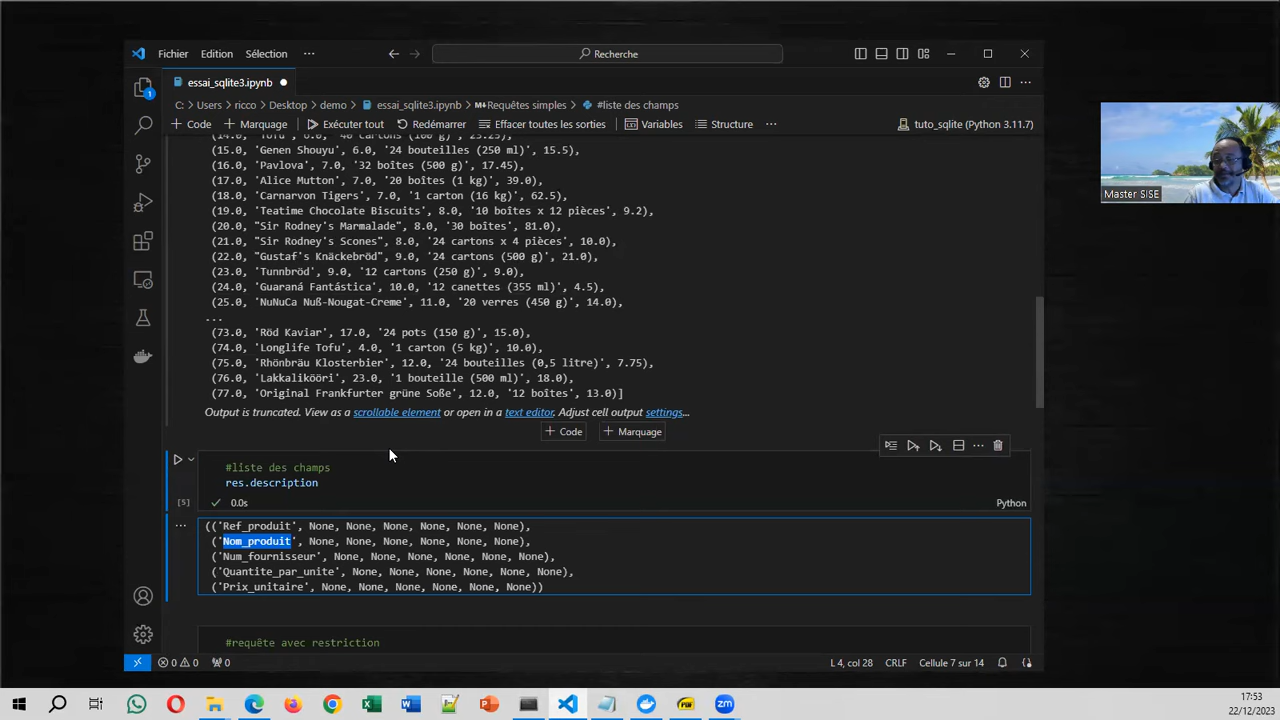 Fichier Edition Sélection ··· Recherche
essai_sqlite3.ipynb
1
C: > Users > ricco > Desktop > demo > essai_sqlite3.ipynb > M↓Requêtes simples > #liste des champs
+ Code + Marquage Exécuter tout Redémarrer Effacer toutes les sorties Variables Structure ··· tuto_sqlite (Python 3.11.7)
(14.0, 'Tofu', 6.0, '40 cartons (100 g)', 23.25),
(15.0, 'Genen Shouyu', 6.0, '24 bouteilles (250 ml)', 15.5),
(16.0, 'Pavlova', 7.0, '32 boîtes (500 g)', 17.45),
(17.0, 'Alice Mutton', 7.0, '20 boîtes (1 kg)', 39.0),
(18.0, 'Carnarvon Tigers', 7.0, '1 carton (16 kg)', 62.5),
(19.0, 'Teatime Chocolate Biscuits', 8.0, '10 boîtes x 12 pièces', 9.2),
(20.0, "Sir Rodney's Marmalade", 8.0, '30 boîtes', 81.0),
(21.0, "Sir Rodney's Scones", 8.0, '24 cartons x 4 pièces', 10.0),
(22.0, "Gustaf's Knäckebröd", 9.0, '24 cartons (500 g)', 21.0),
(23.0, 'Tunnbröd', 9.0, '12 cartons (250 g)', 9.0),
(24.0, 'Guaraná Fantástica', 10.0, '12 canettes (355 ml)', 4.5),
(25.0, 'NuNuCa Nuß-Nougat-Creme', 11.0, '20 verres (450 g)', 14.0),
...
(73.0, 'Röd Kaviar', 17.0, '24 pots (150 g)', 15.0),
(74.0, 'Longlife Tofu', 4.0, '1 carton (5 kg)', 10.0),
(75.0, 'Rhönbräu Klosterbier', 12.0, '24 bouteilles (0,5 litre)', 7.75),
(76.0, 'Lakkalikööri', 23.0, '1 bouteille (500 ml)', 18.0),
(77.0, 'Original Frankfurter grüne Soße', 12.0, '12 boîtes', 13.0)]
Output is truncated. View as a scrollable element or open in a text editor. Adjust cell output settings...
+ Code + Marquage
#liste des champs
res.description
[5] 0.0s Python
(('Ref_produit', None, None, None, None, None, None),
('Nom_produit', None, None, None, None, None, None),
('Num_fournisseur', None, None, None, None, None, None),
('Quantite_par_unite', None, None, None, None, None, None),
('Prix_unitaire', None, None, None, None, None, None))
#requête avec restriction
0 0 0 L 4, col 28 CRLF Cellule 7 sur 14
Master SISE
17:53
22/12/2023